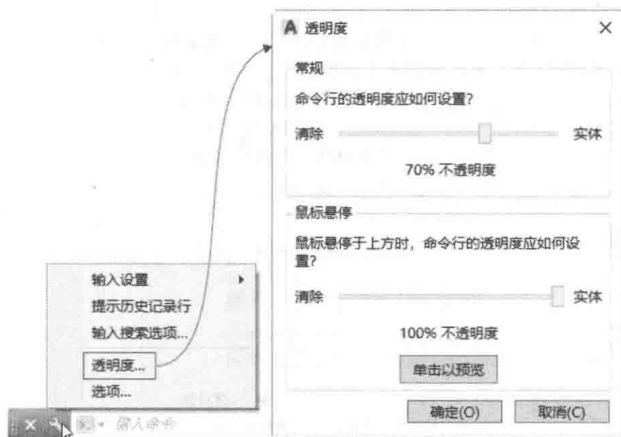 透明度
常规
命令行的透明度应如何设置?
清除 实体
70% 不透明度
鼠标悬停
鼠标悬停于上方时，命令行的透明度应如何设
置?
清除 实体
100% 不透明度
单击以预览
确定(O) 取消(C)
输入设置
提示历史记录行
输入搜索选项...
透明度...
选项...
输入命令